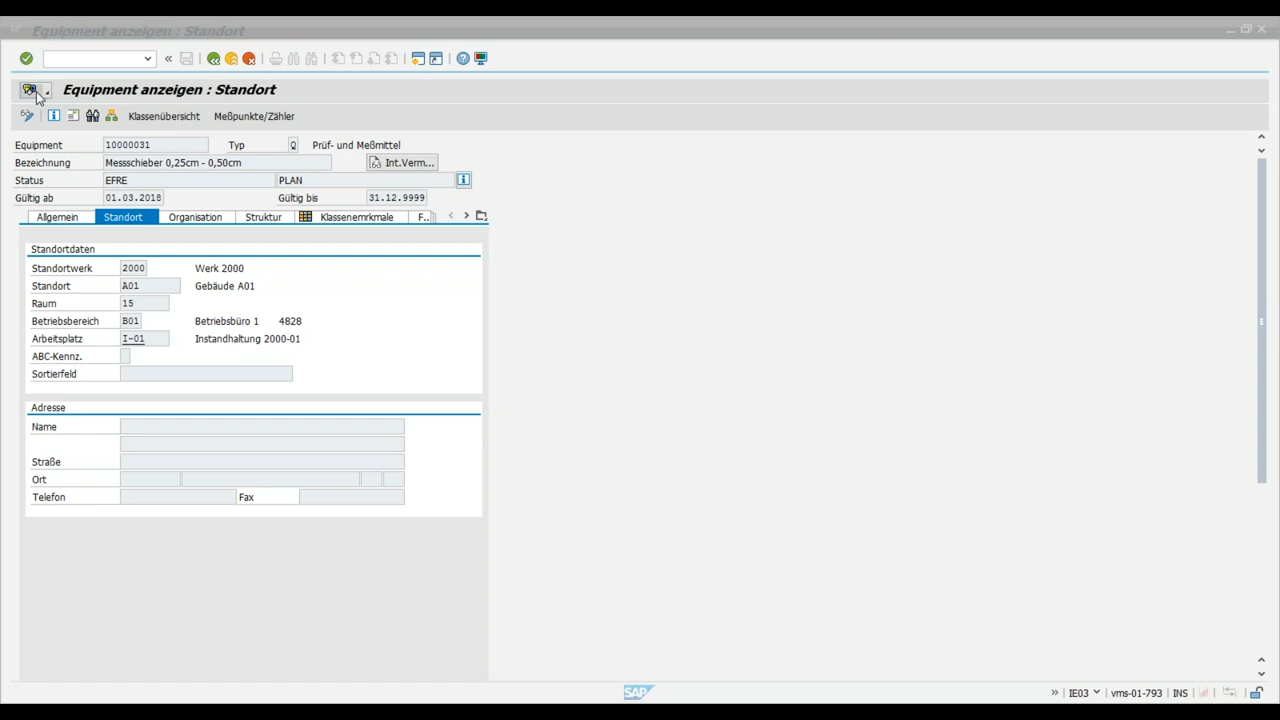 Equipment anzeigen : Standort
Equipment anzeigen : Standort
Klassenübersicht Meßpunkte/Zähler
Equipment 10000031 Typ Q Prüf- und Meßmittel
Bezeichnung Messschieber 0,25cm - 0,50cm Int.Verm...
Status EFRE PLAN
Gültig ab 01.03.2018 Gültig bis 31.12.9999
Allgemein Standort Organisation Struktur Klassenemrkmale F..
Standortdaten
Standortwerk 2000 Werk 2000
Standort A01 Gebäude A01
Raum 15
Betriebsbereich B01 Betriebsbüro 1 4828
Arbeitsplatz I-01 Instandhaltung 2000-01
ABC-Kennz.
Sortierfeld
Adresse
Name
Straße
Ort
Telefon Fax
SAP IE03 vms-01-793 INS